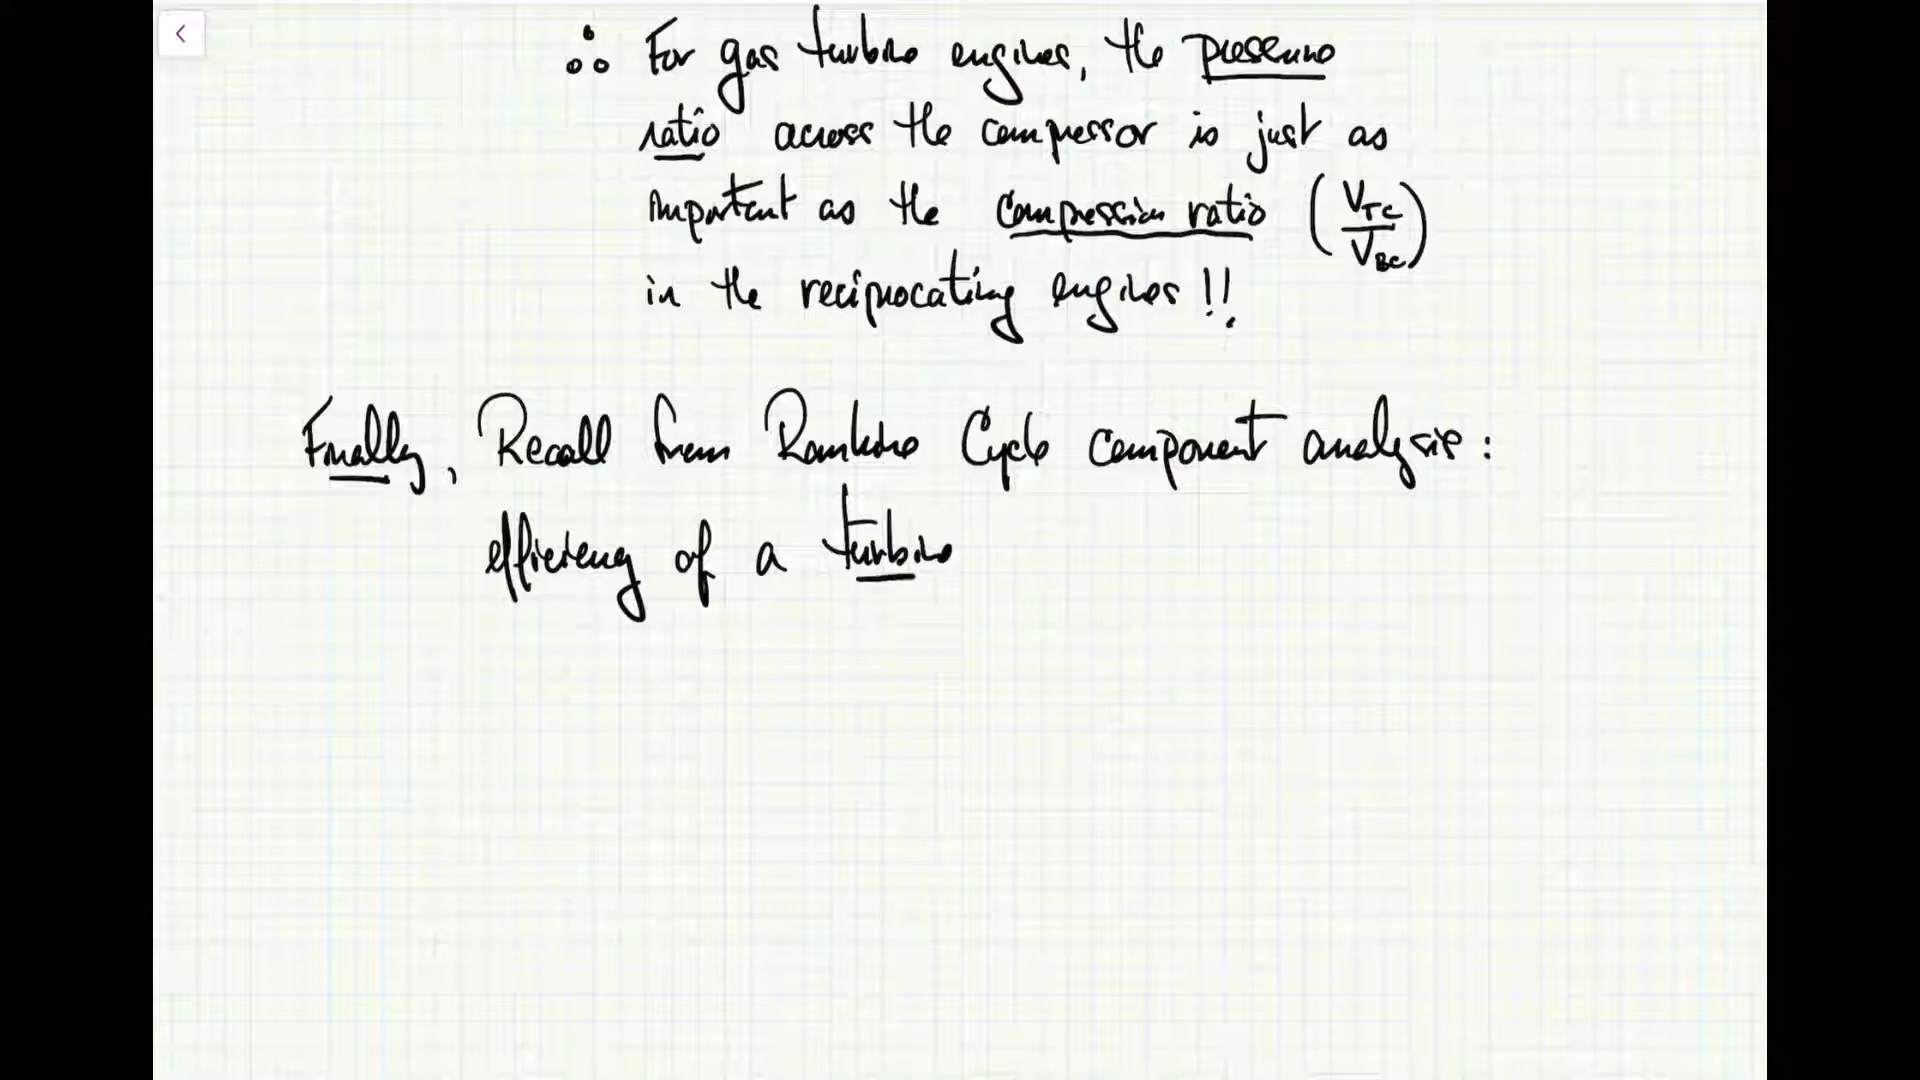 ∴ For gas turbine engines, the pressure
ratio across the compressor is just as
important as the compression ratio (V_TC/V_BC)
in the reciprocating engines!!
Finally, Recall from Rankine Cycle component analysis:
efficiency of a turbine